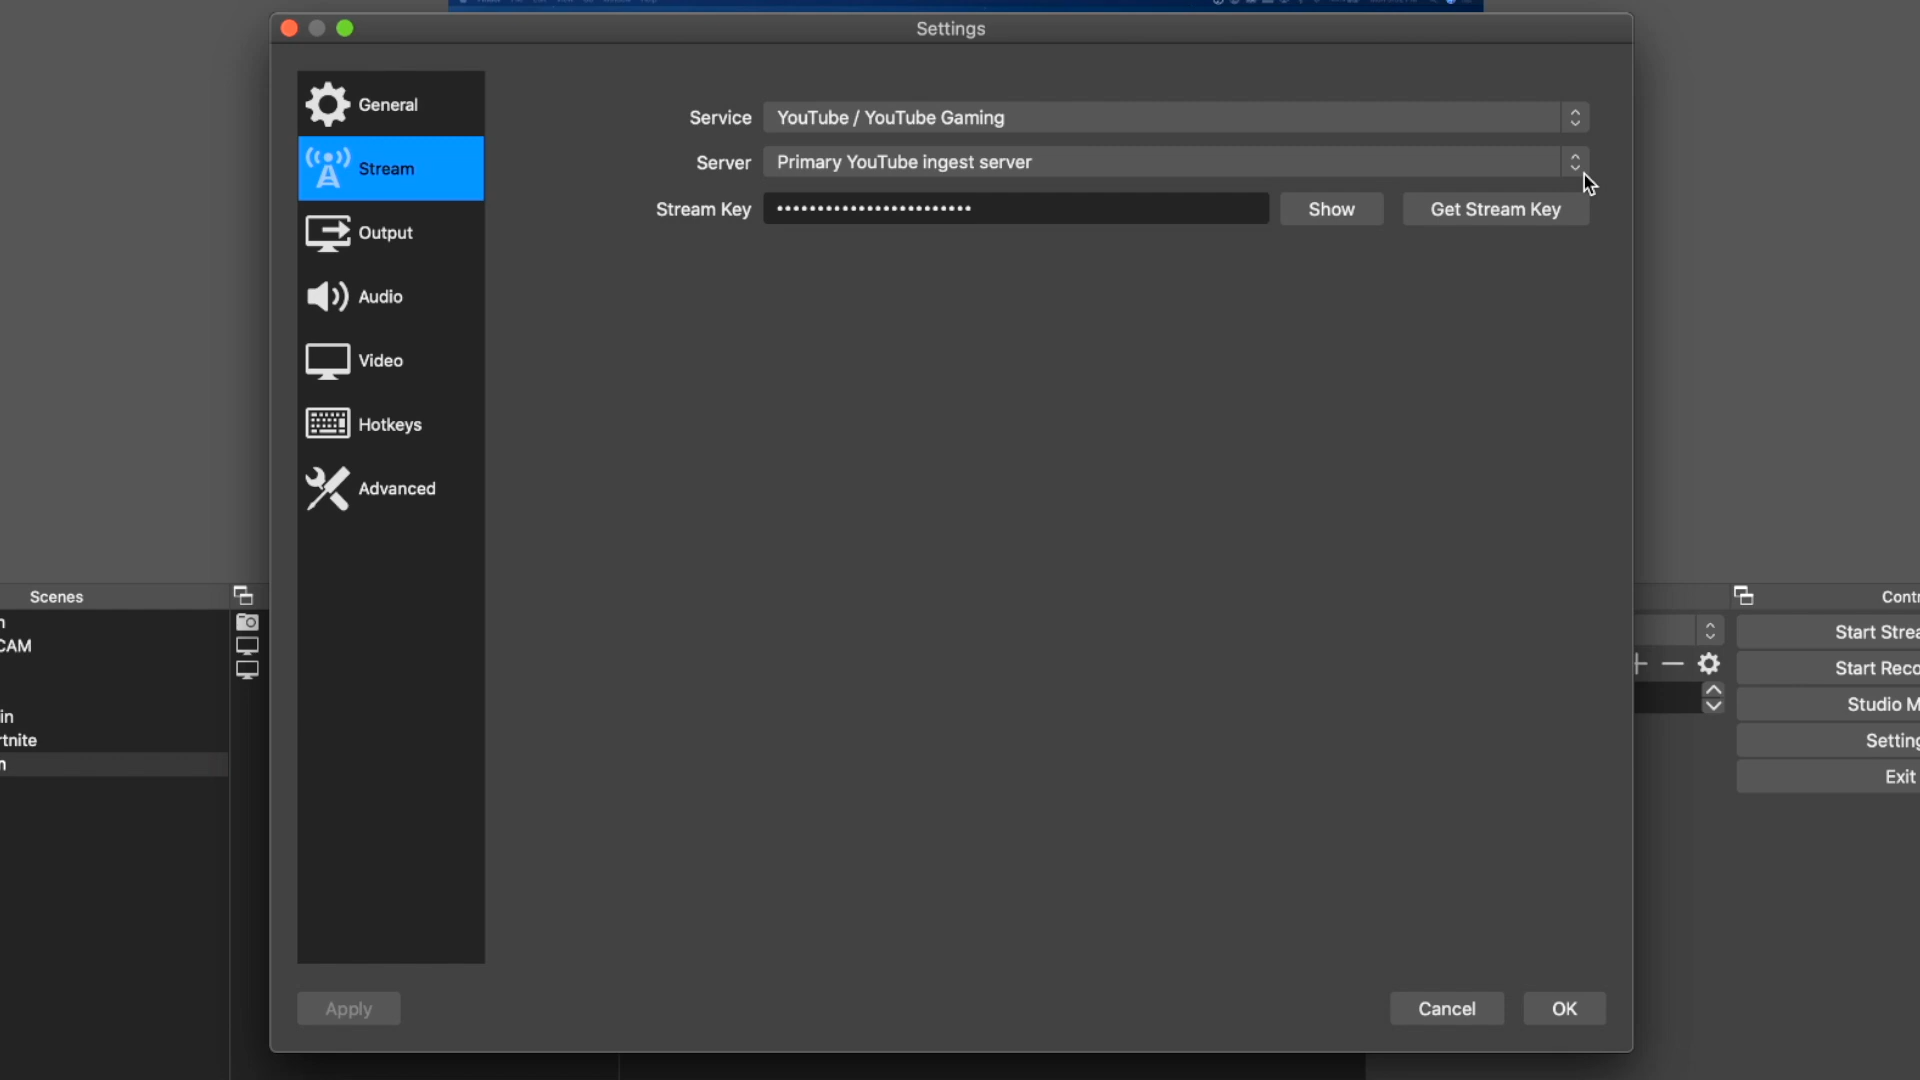 Settings
General
Stream
Output
Audio
Video
Hotkeys
Advanced
Service YouTube / YouTube Gaming
Server Primary YouTube ingest server
Stream Key •••••••••••••••••••••••• Show Get Stream Key
Scenes
n
CAM
in
rtnite
n
Contr
Start Strea
Start Reco
Studio M
Setting
Exit
Apply Cancel OK